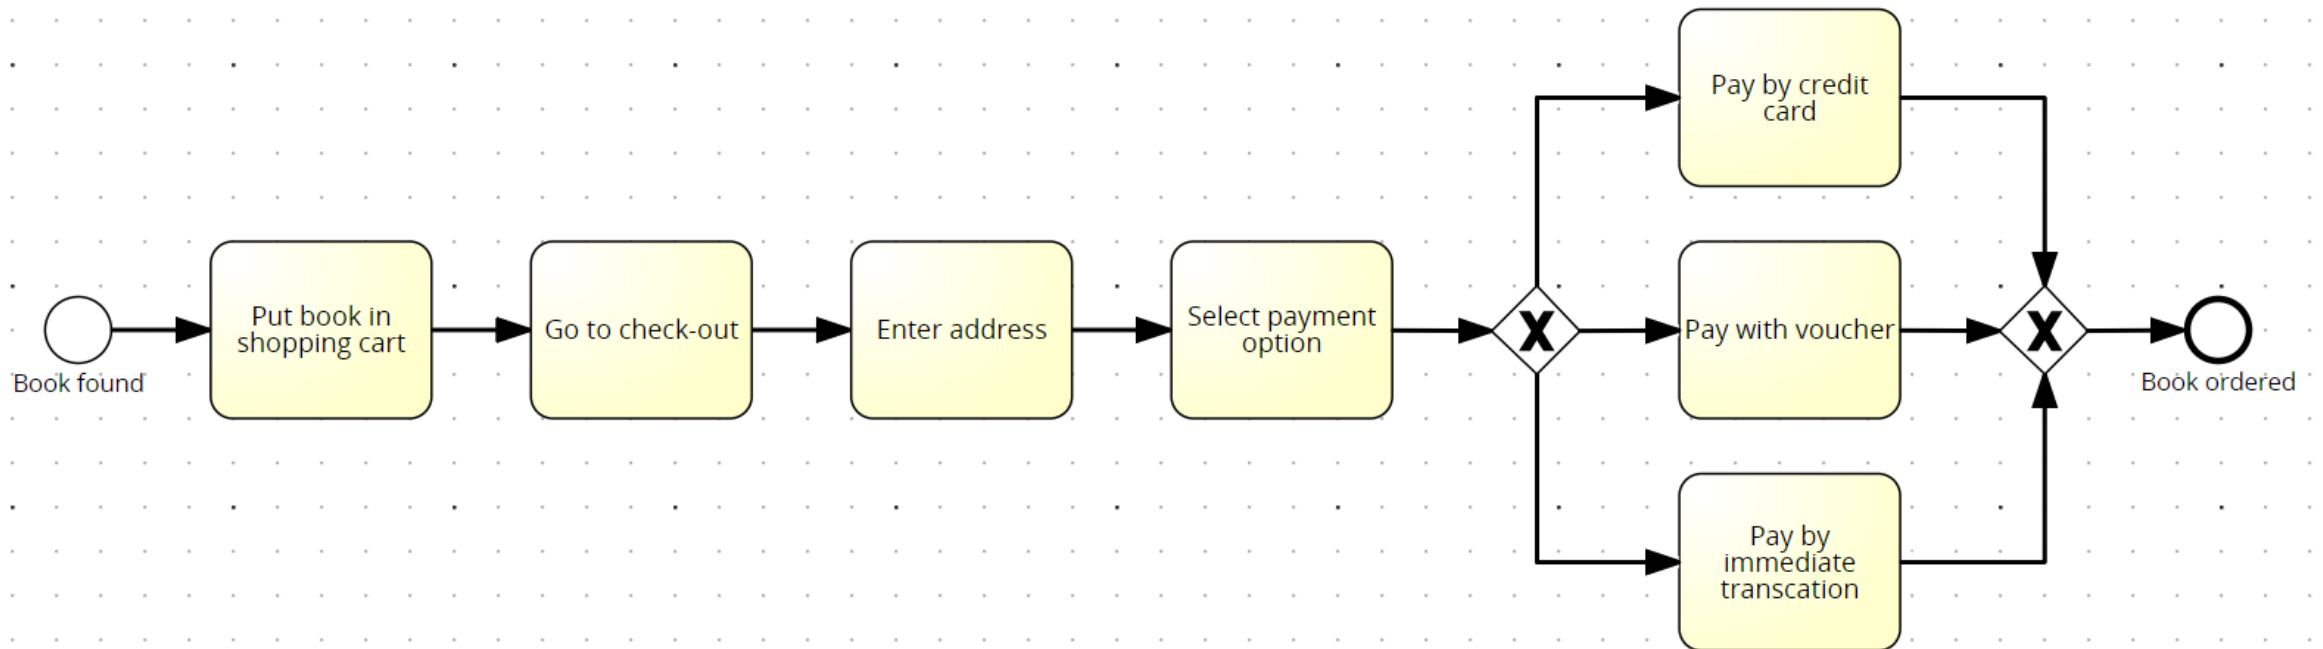 Book found
Put book in
shopping cart
Go to check-out
Enter address
Select payment
option
X
Pay by credit
card
Pay with voucher
Pay by
immediate
transcation
X
Book ordered